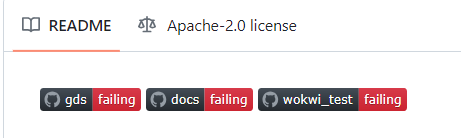 README Apache-2.0 license
gds failing docs failing wokwi_test failing